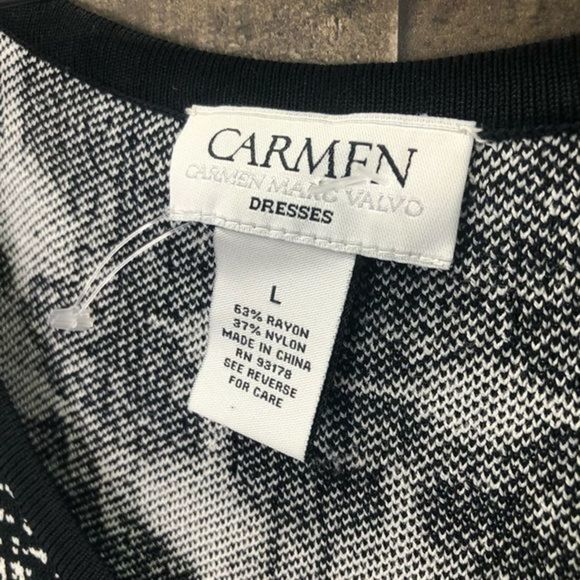 CARMEN
CARMEN MARC VALVO
DRESSES
L
63% RAYON
37% NYLON
MADE IN CHINA
RN 93178
SEE REVERSE
FOR CARE